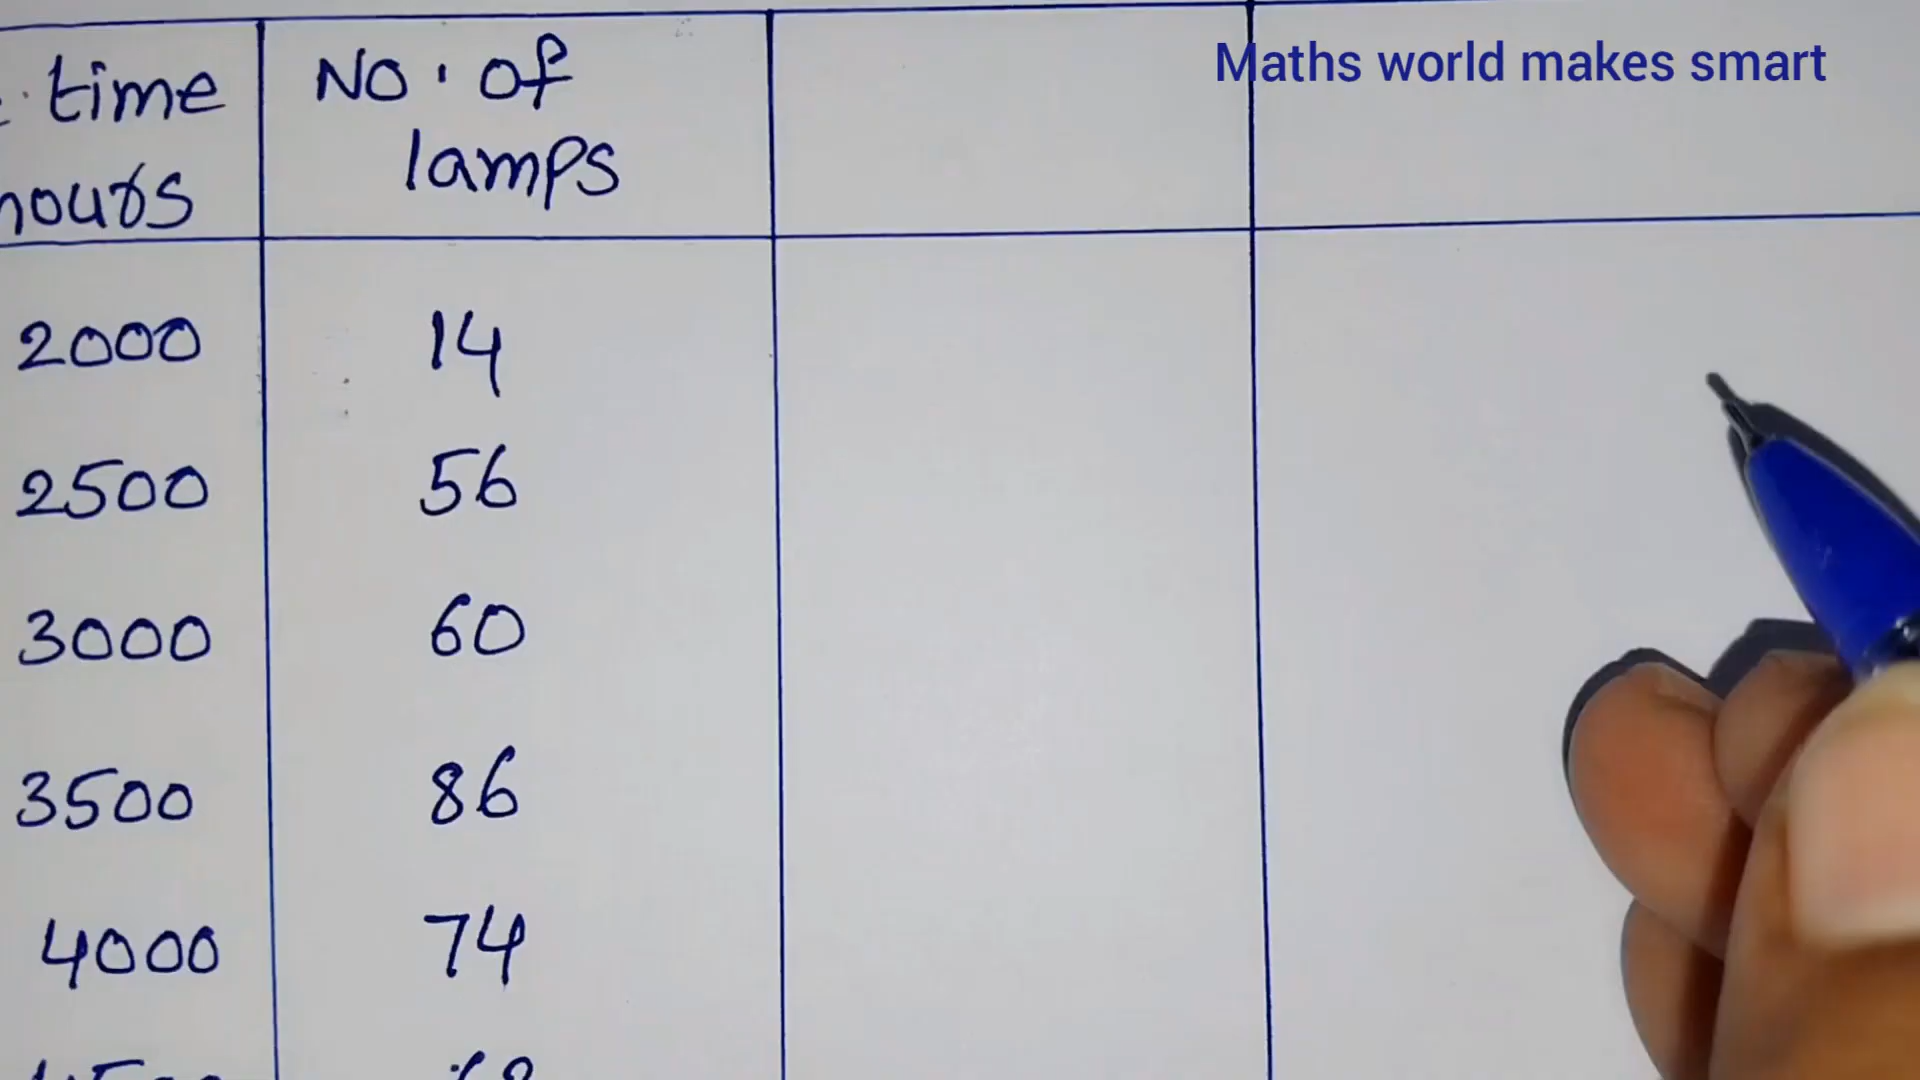 Maths world makes smart
time No. of
hours lamps
2000 14
2500 56
3000 60
3500 86
4000 74